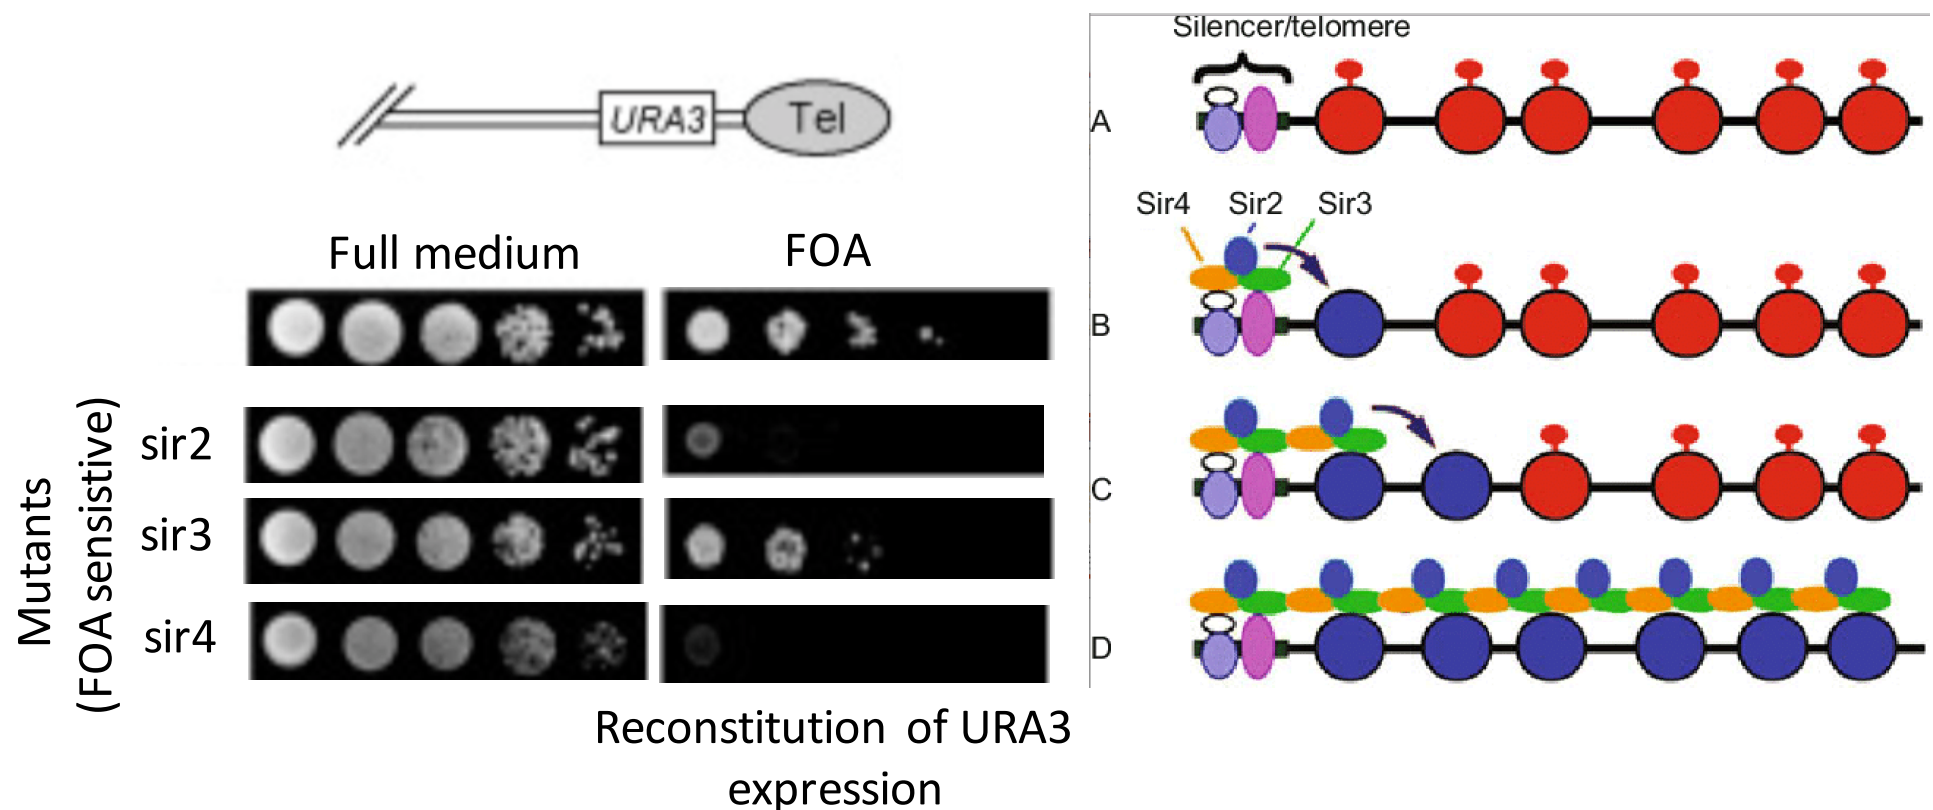 URA3
Tel
Full medium
FOA
Mutants
(FOA sensistive)
sir2
sir3
sir4
Reconstitution of URA3
expression
Silencer/telomere
A
Sir4
Sir2
Sir3
B
C
D